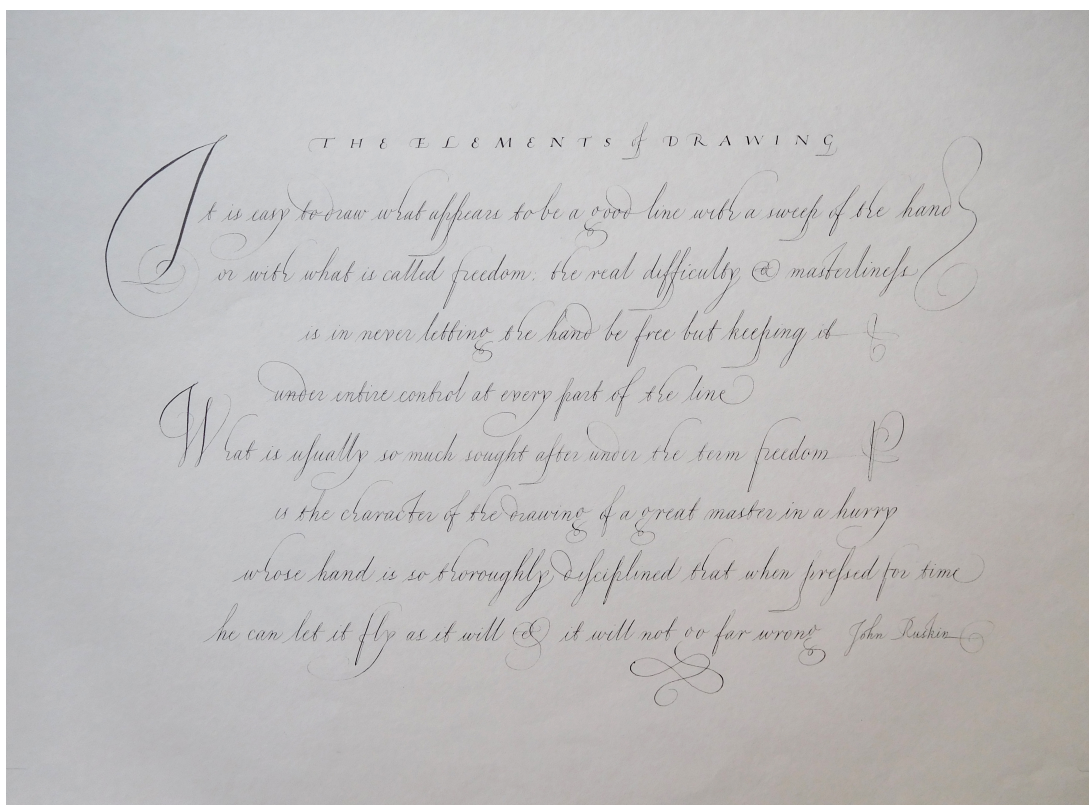 THE ELEMENTS of DRAWING
It is easy to draw what appears to be a good line with a sweep of the hand
or with what is called freedom: the real difficulty & masterliness
is in never letting the hand be free but keeping it
under entire control at every part of the line
What is usually so much sought after under the term freedom
is the character of the drawing of a great master in a hurry
whose hand is so thoroughly disciplined that when pressed for time
he can let it fly as it will & it will not go far wrong John Ruskin